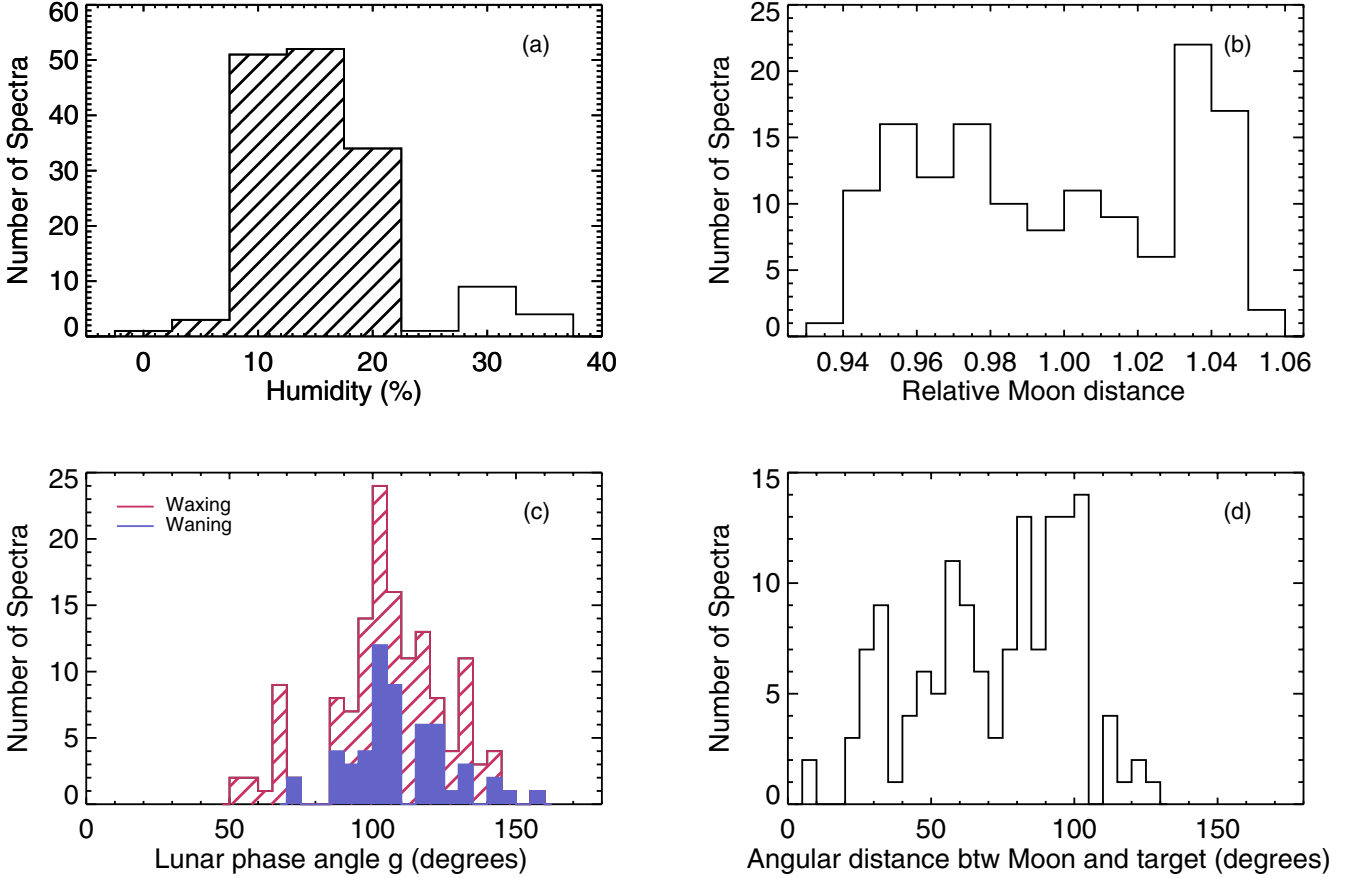 60
50
40
30
20
10
0
Number of Spectra
(a)
0 10 20 30 40
Humidity (%)
25
20
15
10
5
0
Number of Spectra
(b)
0.94 0.96 0.98 1.00 1.02 1.04 1.06
Relative Moon distance
25
20
15
10
5
0
Number of Spectra
Waxing
Waning
(c)
0 50 100 150
Lunar phase angle g (degrees)
15
10
5
0
Number of Spectra
(d)
0 50 100 150
Angular distance btw Moon and target (degrees)